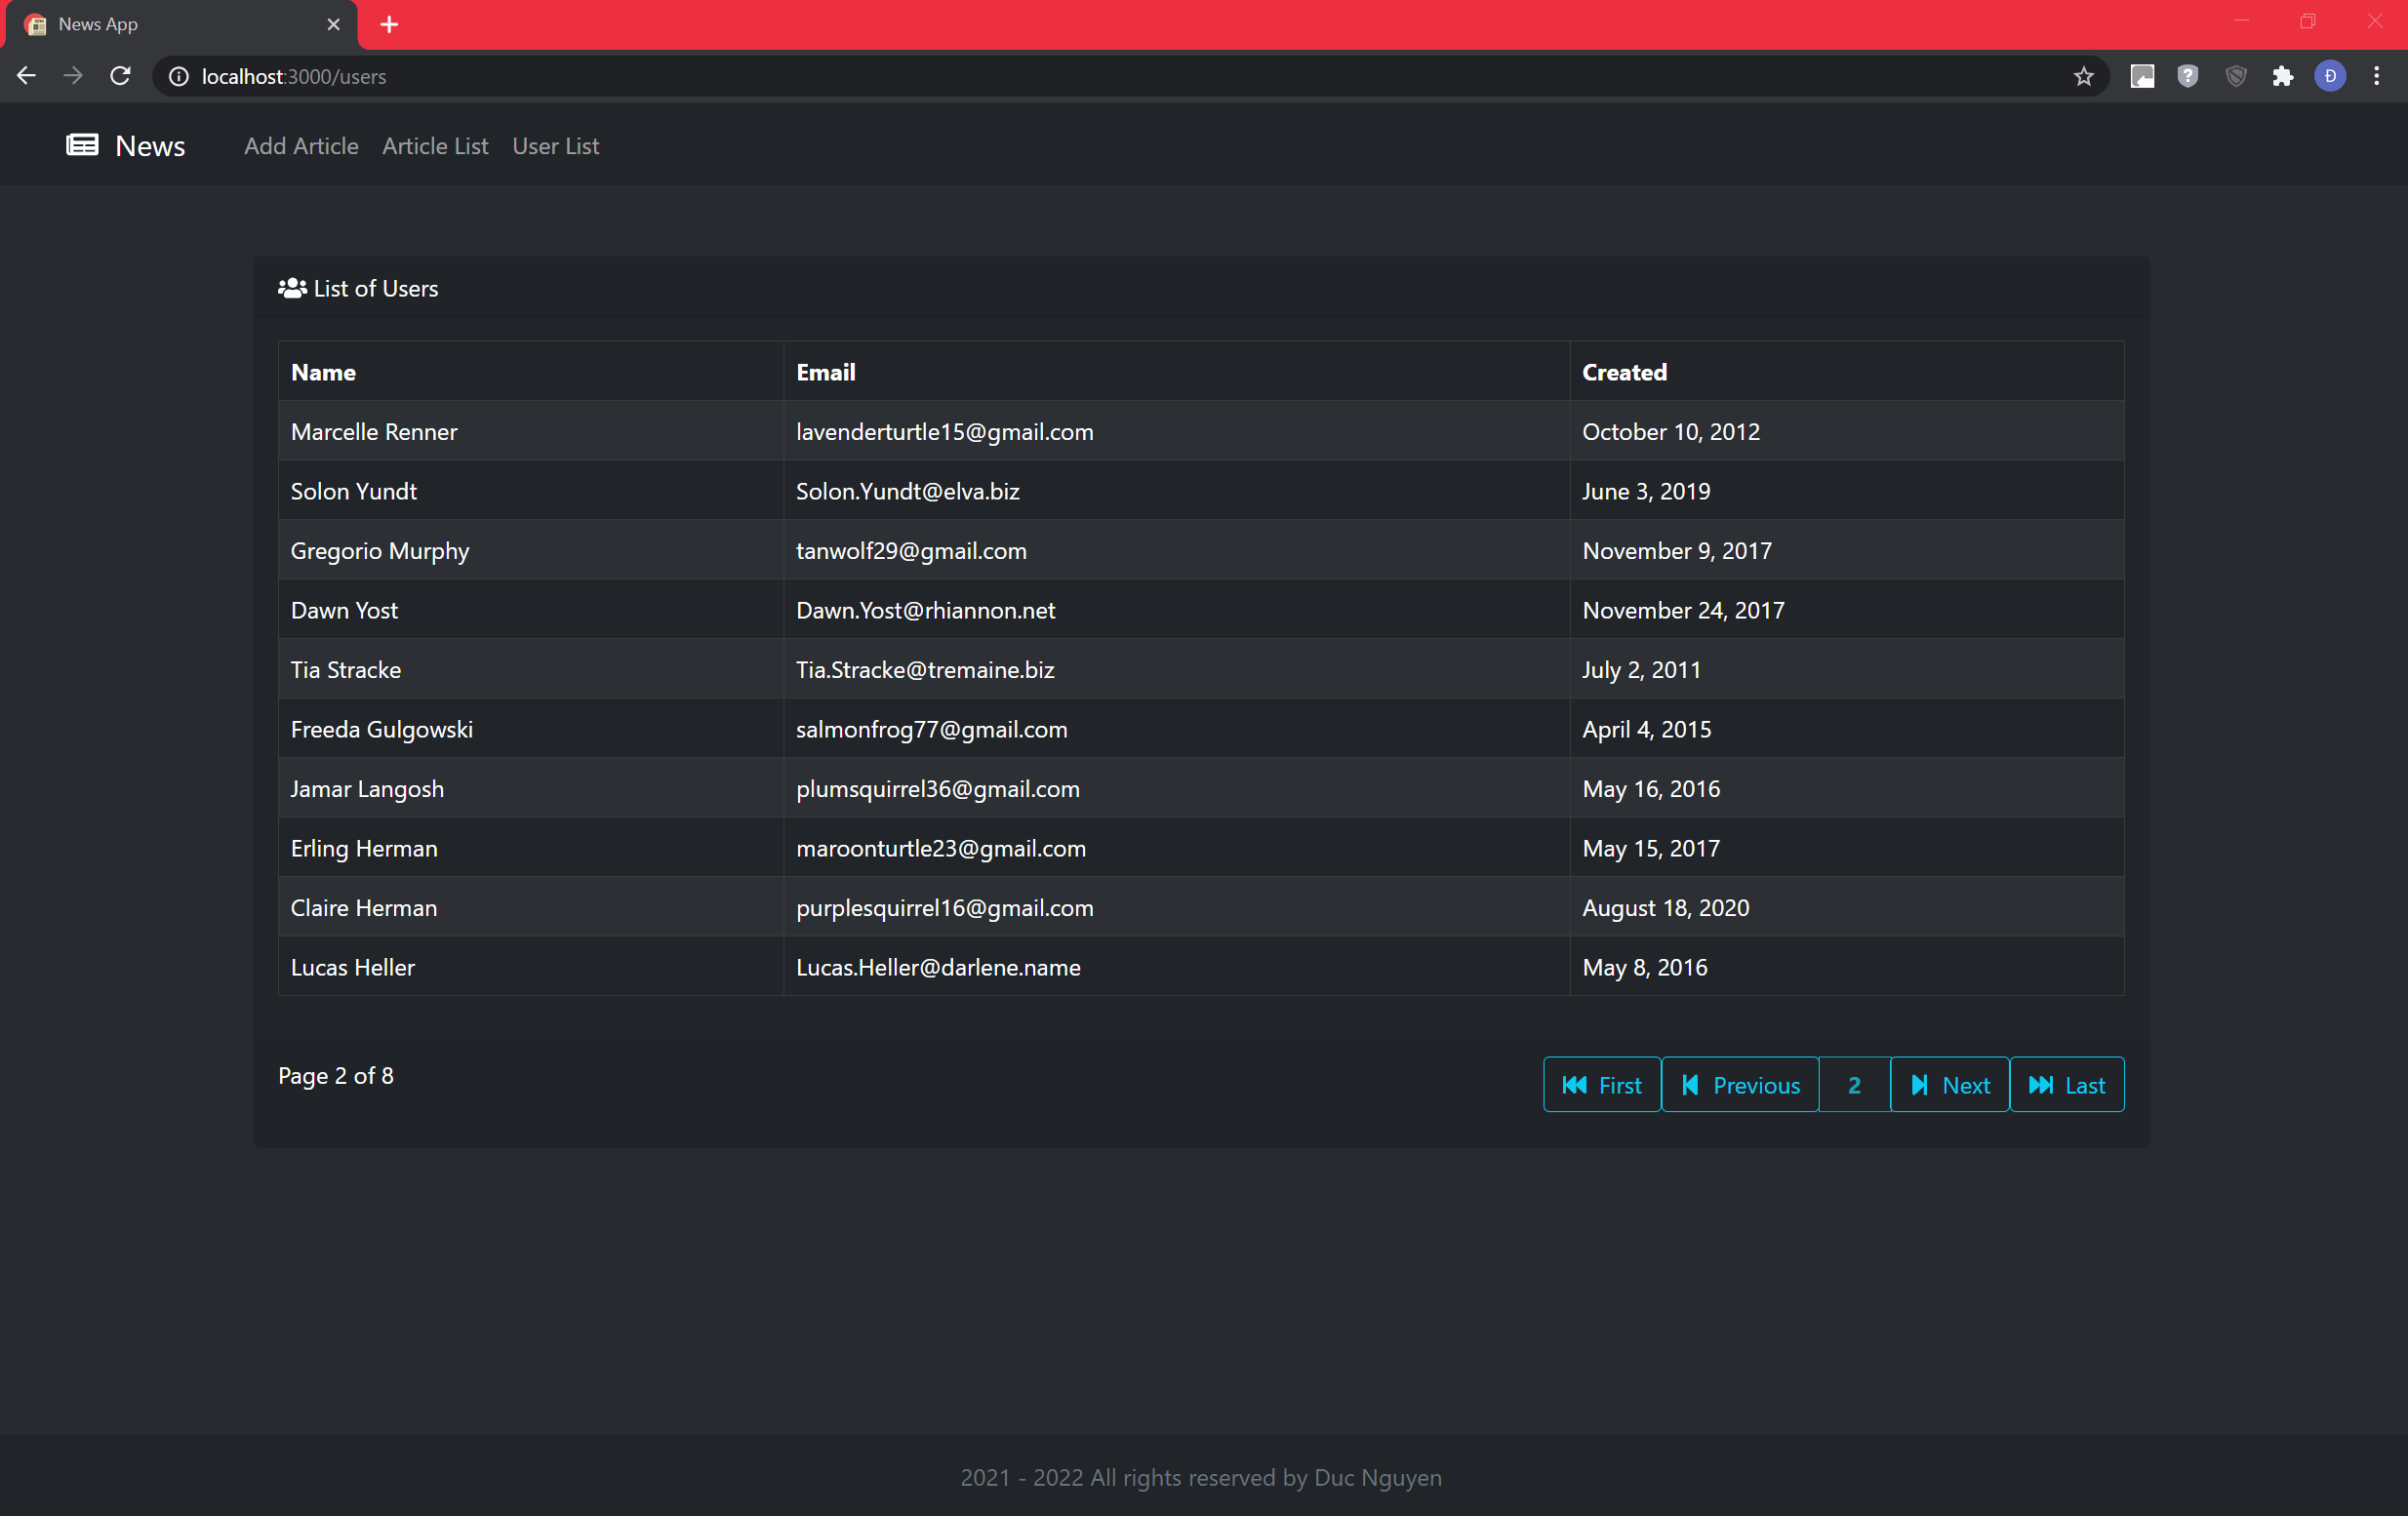 News App
localhost:3000/users
Đ
News Add Article Article List User List
List of Users
Name Email Created
Marcelle Renner lavenderturtle15@gmail.com October 10, 2012
Solon Yundt Solon.Yundt@elva.biz June 3, 2019
Gregorio Murphy tanwolf29@gmail.com November 9, 2017
Dawn Yost Dawn.Yost@rhiannon.net November 24, 2017
Tia Stracke Tia.Stracke@tremaine.biz July 2, 2011
Freeda Gulgowski salmonfrog77@gmail.com April 4, 2015
Jamar Langosh plumsquirrel36@gmail.com May 16, 2016
Erling Herman maroonturtle23@gmail.com May 15, 2017
Claire Herman purplesquirrel16@gmail.com August 18, 2020
Lucas Heller Lucas.Heller@darlene.name May 8, 2016
Page 2 of 8 First Previous 2 Next Last
2021 - 2022 All rights reserved by Duc Nguyen